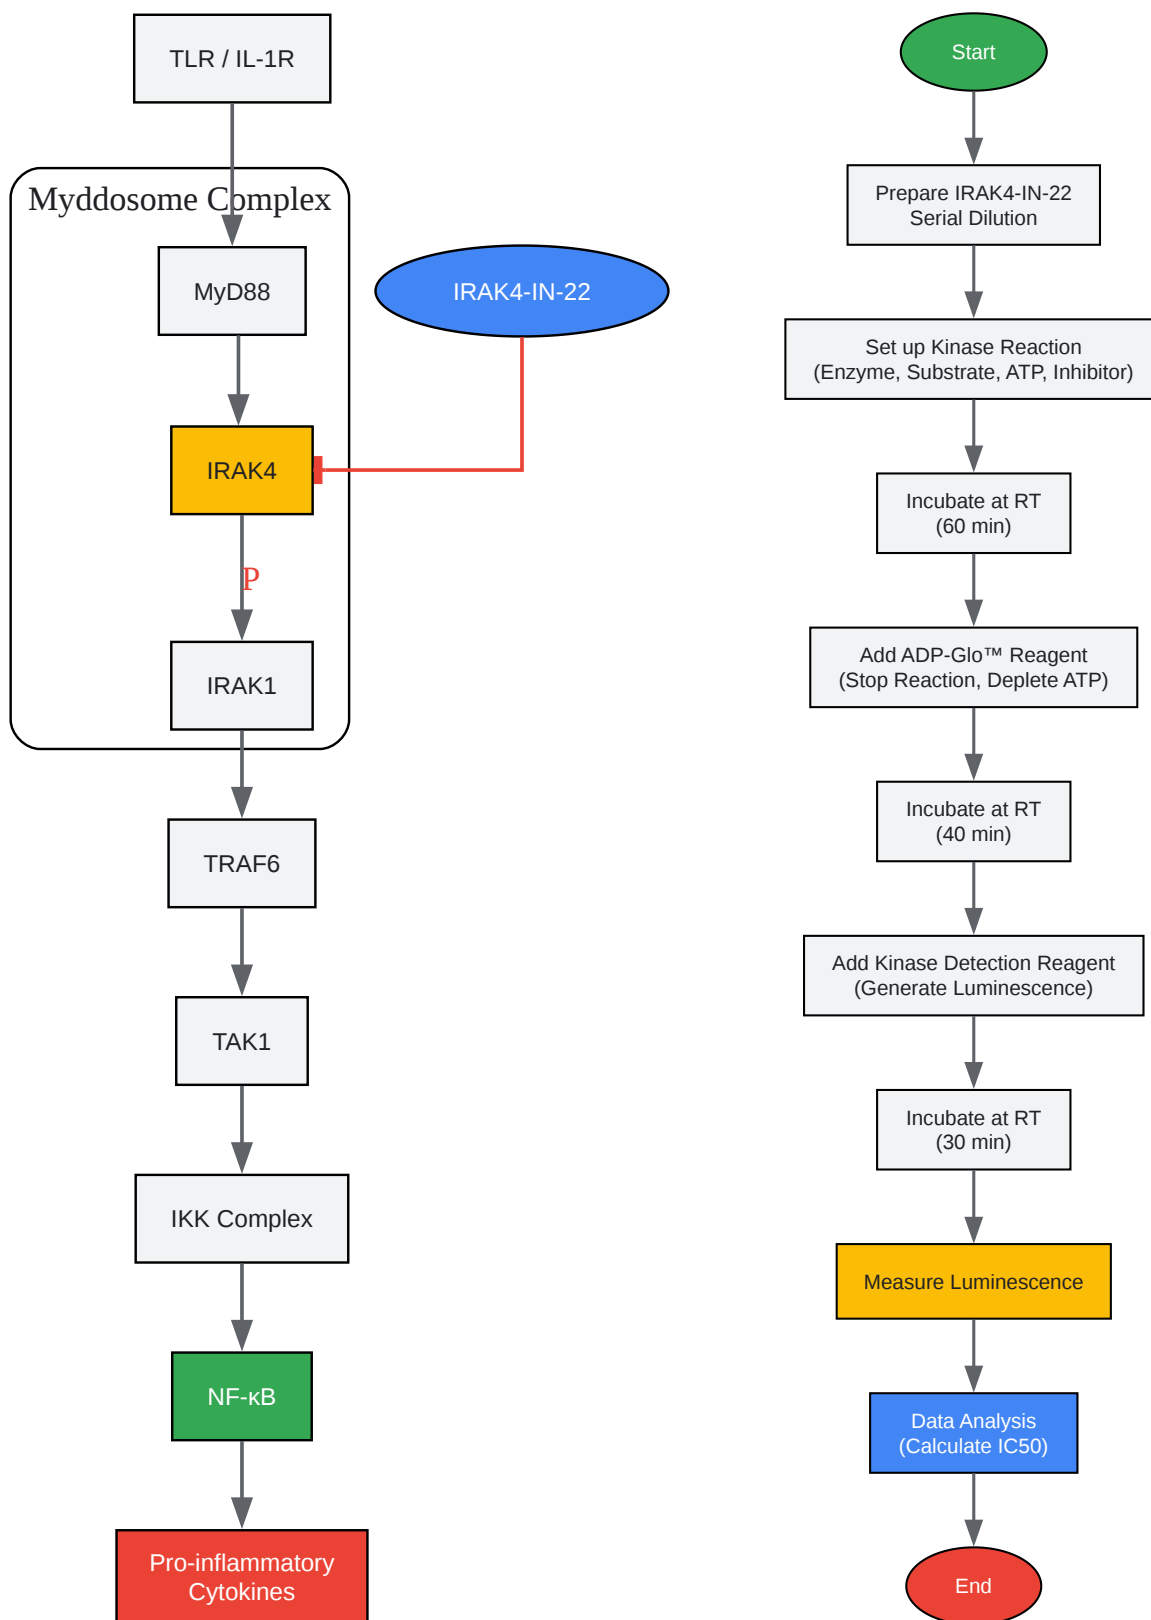 TLR / IL-1R
Myddosome Complex
MyD88
IRAK4-IN-22
IRAK4
P
IRAK1
TRAF6
TAK1
IKK Complex
NF-κB
Pro-inflammatory
Cytokines
Start
Prepare IRAK4-IN-22
Serial Dilution
Set up Kinase Reaction
(Enzyme, Substrate, ATP, Inhibitor)
Incubate at RT
(60 min)
Add ADP-Glo™ Reagent
(Stop Reaction, Deplete ATP)
Incubate at RT
(40 min)
Add Kinase Detection Reagent
(Generate Luminescence)
Incubate at RT
(30 min)
Measure Luminescence
Data Analysis
(Calculate IC50)
End